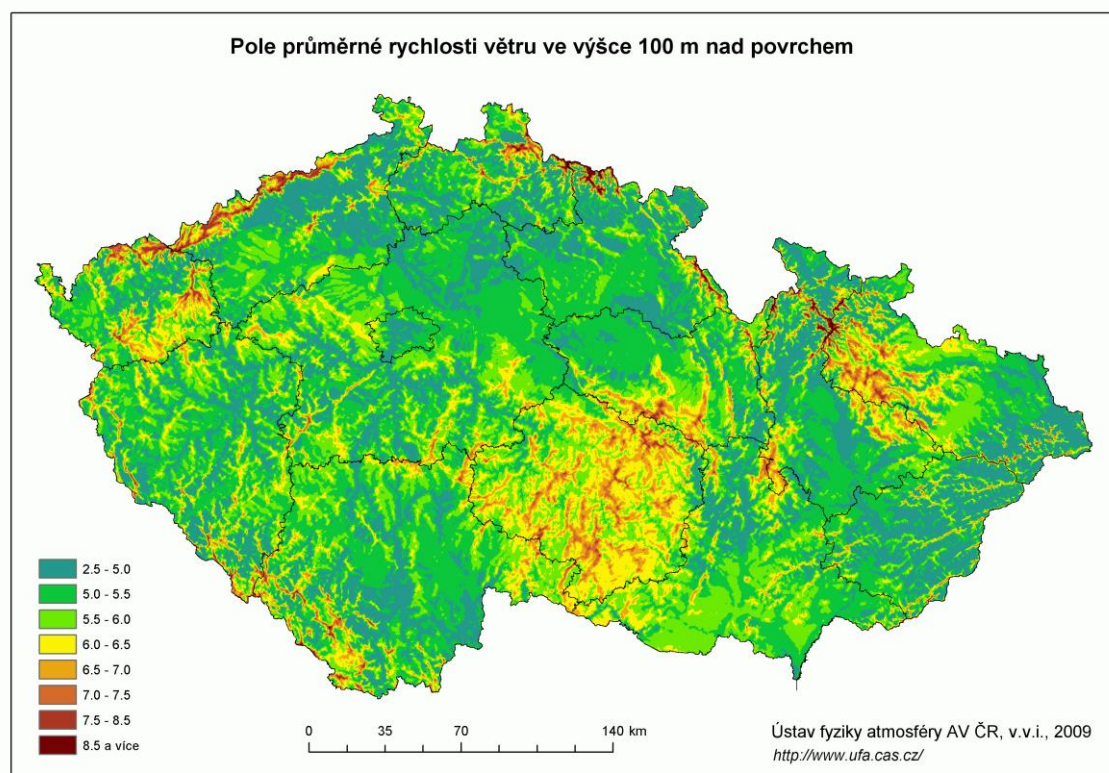 Pole průměrné rychlosti větru ve výšce 100 m nad povrchem
2.5 - 5.0
5.0 - 5.5
5.5 - 6.0
6.0 - 6.5
6.5 - 7.0
7.0 - 7.5
7.5 - 8.5
8.5 a více
0 35 70 140 km
Ústav fyziky atmosféry AV ČR, v.v.i., 2009
http://www.ufa.cas.cz/